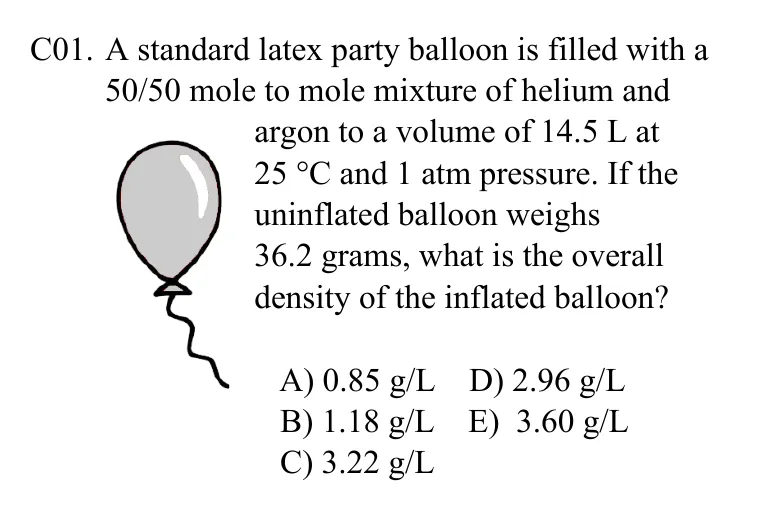 C01. A standard latex party balloon is filled with a
50/50 mole to mole mixture of helium and
argon to a volume of 14.5 L at
25 °C and 1 atm pressure. If the
uninflated balloon weighs
36.2 grams, what is the overall
density of the inflated balloon?
A) 0.85 g/L D) 2.96 g/L
B) 1.18 g/L E) 3.60 g/L
C) 3.22 g/L